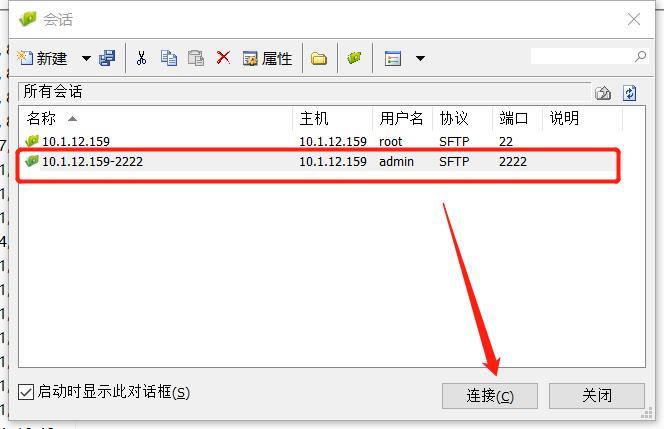 会话
新建 属性
所有会话
名称 主机 用户名 协议 端口 说明
10.1.12.159 10.1.12.159 root SFTP 22
10.1.12.159-2222 10.1.12.159 admin SFTP 2222
启动时显示此对话框(S)
连接(C) 关闭